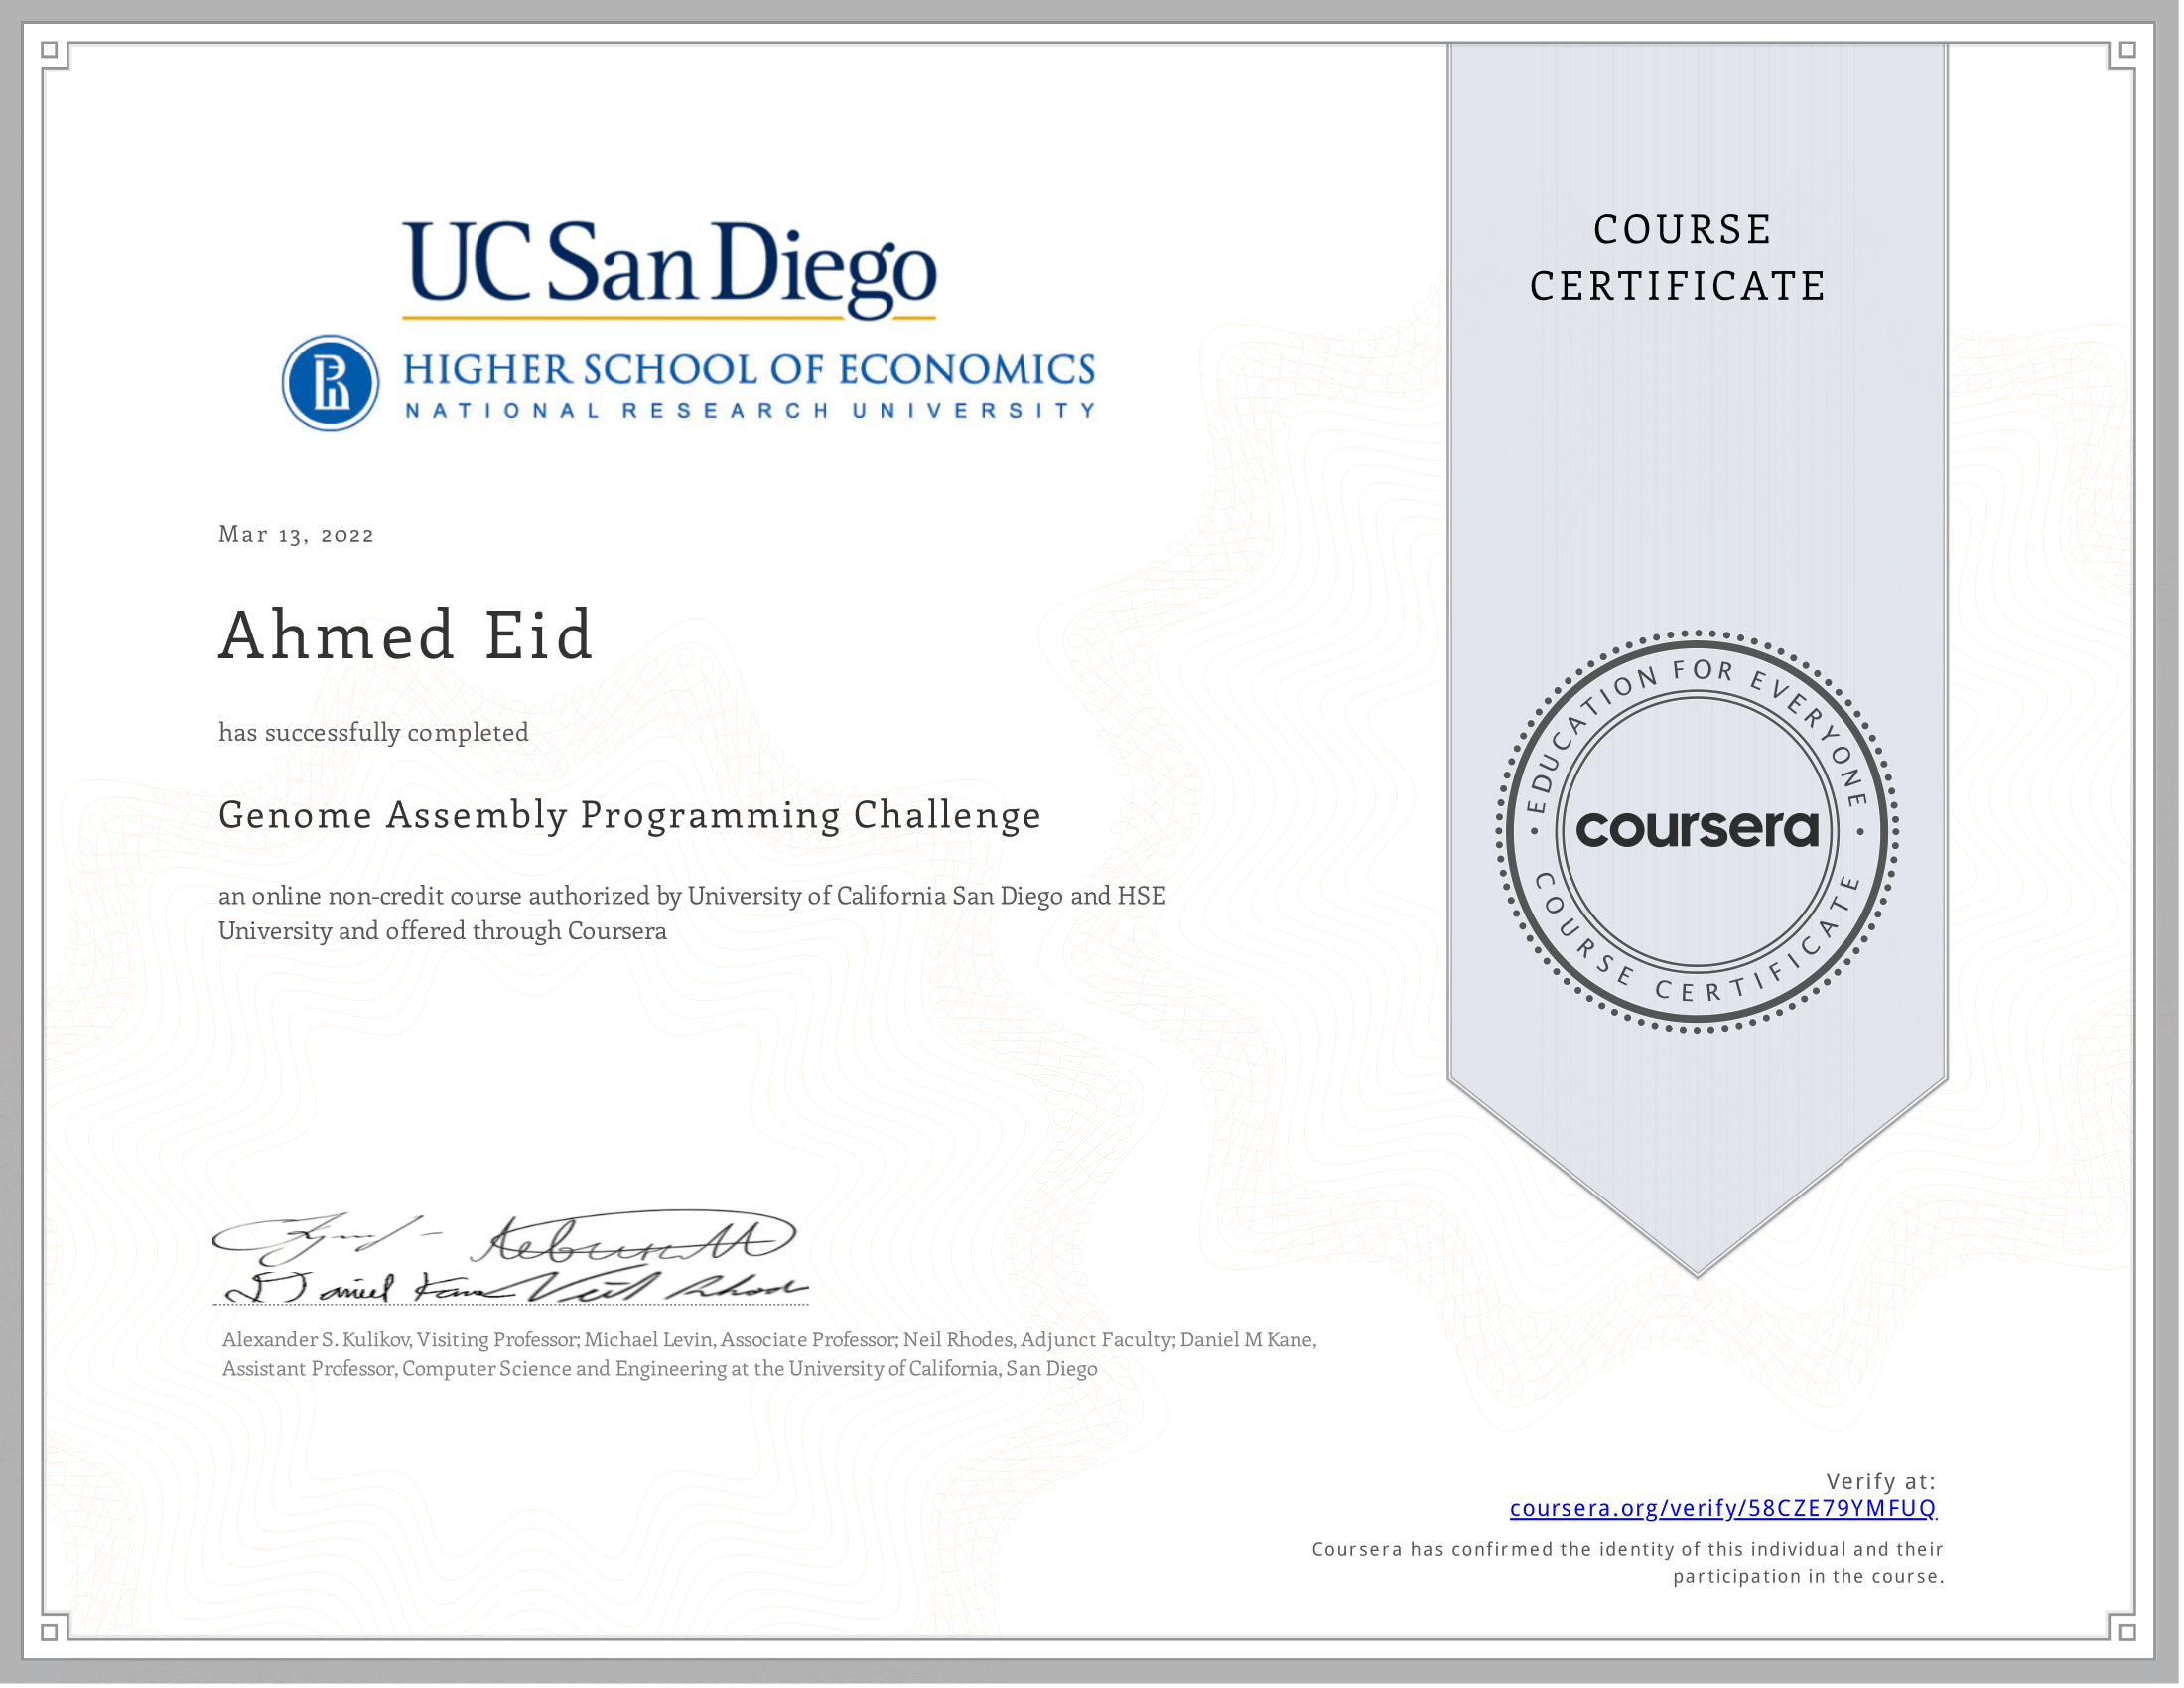 UC San Diego
HIGHER SCHOOL OF ECONOMICS
NATIONAL RESEARCH UNIVERSITY
COURSE
CERTIFICATE
Mar 13, 2022
Ahmed Eid
has successfully completed
Genome Assembly Programming Challenge
an online non-credit course authorized by University of California San Diego and HSE
University and offered through Coursera
EDUCATION FOR EVERYONE
coursera
COURSE CERTIFICATE
Daniel Kane Neil Rhodes
Alexander S. Kulikov, Visiting Professor; Michael Levin, Associate Professor; Neil Rhodes, Adjunct Faculty; Daniel M Kane,
Assistant Professor, Computer Science and Engineering at the University of California, San Diego
Verify at:
coursera.org/verify/58CZE79YMFUQ
Coursera has confirmed the identity of this individual and their
participation in the course.